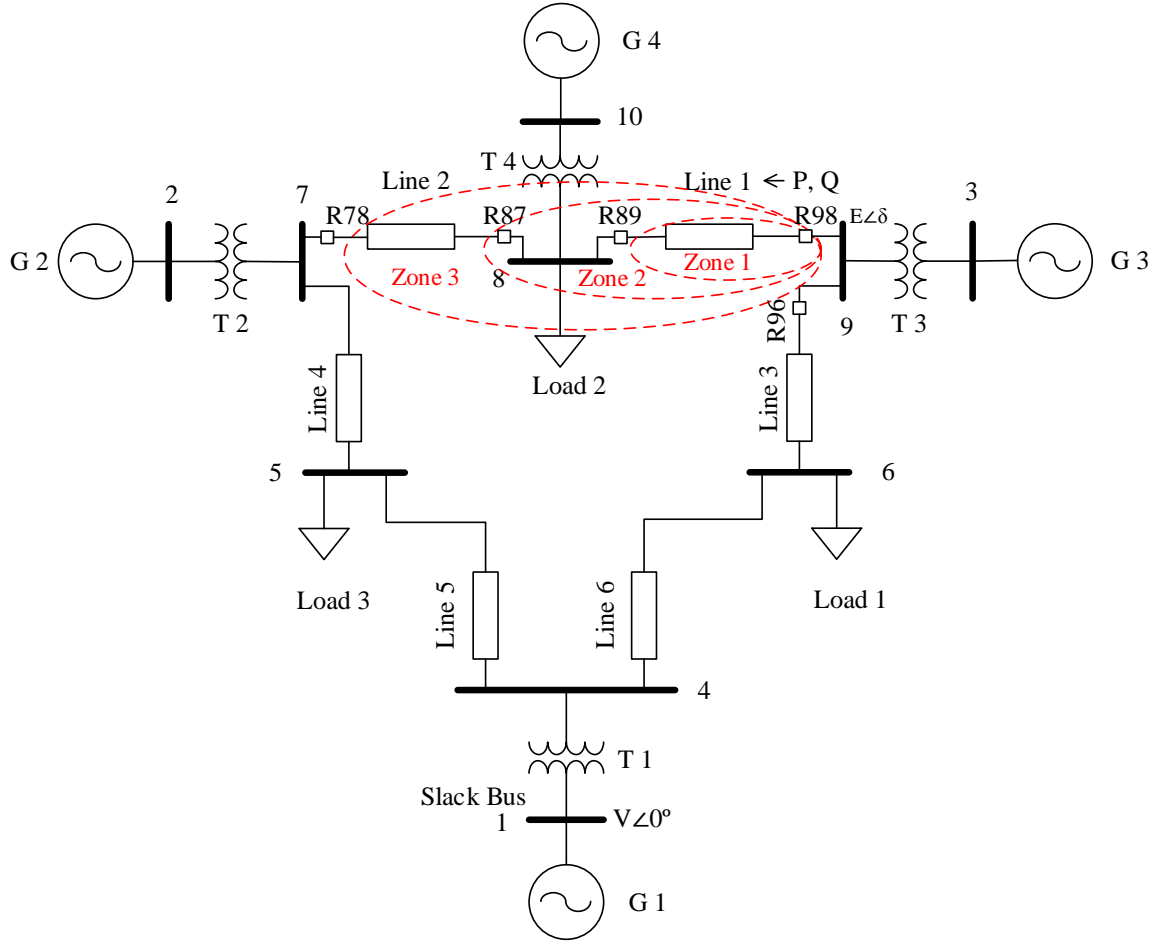 G 4
10
T 4
Line 2
Line 1 ← P, Q
2
7
3
R78
R87
R89
R98
E∠δ
G 2
Zone 3
8
Zone 2
Zone 1
G 3
T 2
R96
9
T 3
Load 2
Line 4
Line 3
5
6
Load 3
Line 5
Line 6
Load 1
4
T 1
Slack Bus
1
V∠0º
G 1